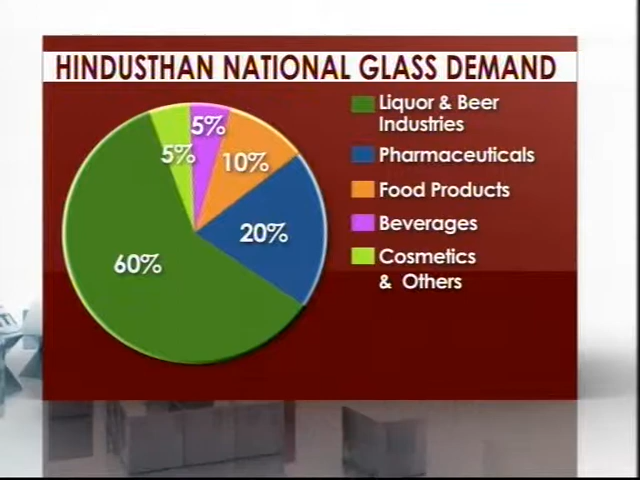 HINDUSTHAN NATIONAL GLASS DEMAND
5%
5%
10%
20%
60%
Liquor & Beer
Industries
Pharmaceuticals
Food Products
Beverages
Cosmetics
& Others